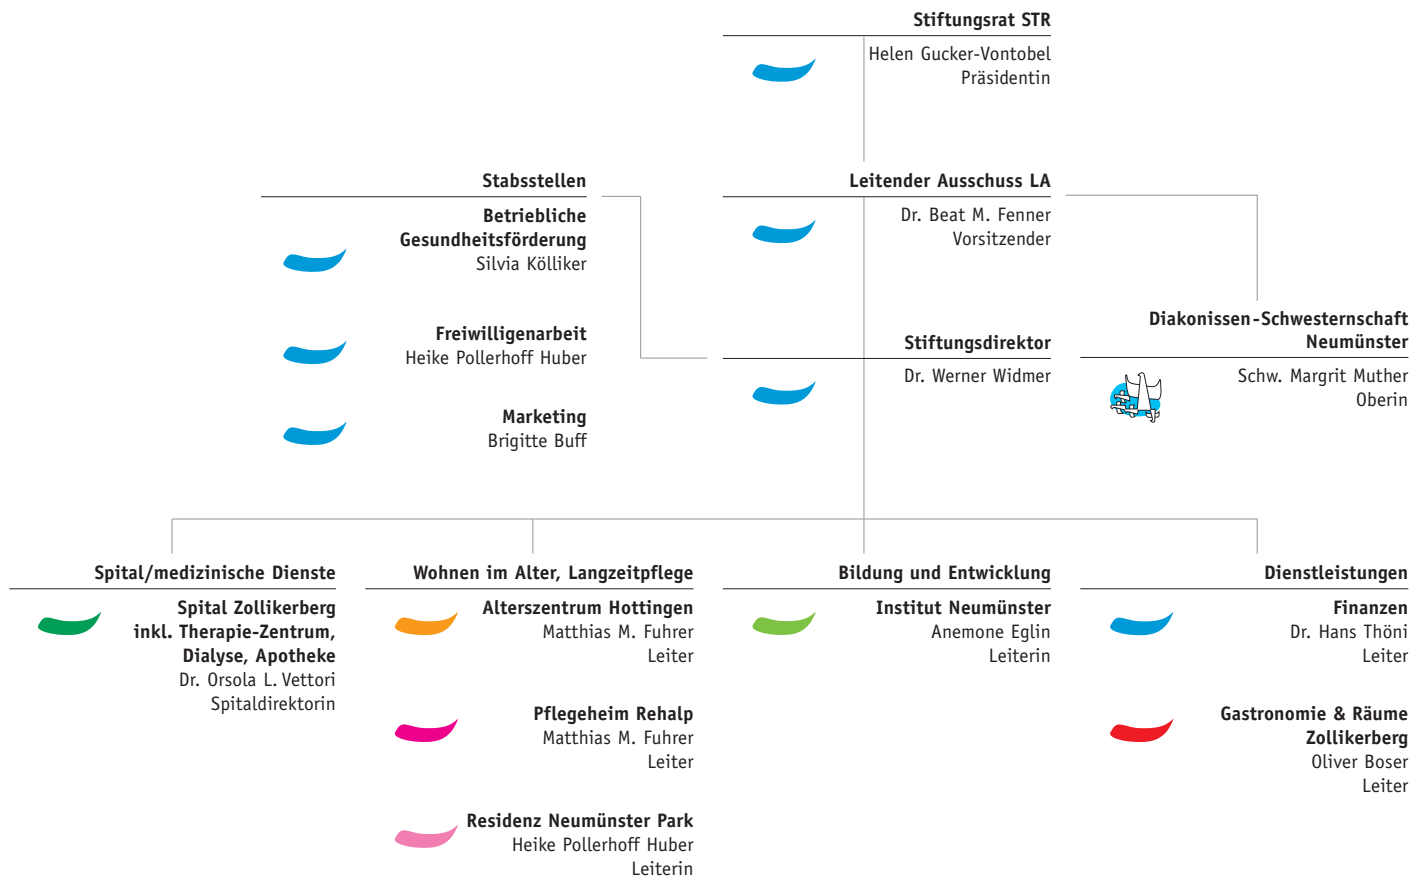 Stiftungsrat STR
Helen Gucker-Vontobel
Präsidentin
Stabsstellen
Betriebliche
Gesundheitsförderung
Silvia Kölliker
Freiwilligenarbeit
Heike Pollerhoff Huber
Marketing
Brigitte Buff
Leitender Ausschuss LA
Dr. Beat M. Fenner
Vorsitzender
Stiftungsdirektor
Dr. Werner Widmer
Diakonissen-Schwesternschaft
Neumünster
Schw. Margrit Muther
Oberin
Spital/medizinische Dienste
Spital Zollikerberg
inkl. Therapie-Zentrum,
Dialyse, Apotheke
Dr. Orsola L. Vettori
Spitaldirektorin
Wohnen im Alter, Langzeitpflege
Alterszentrum Hottingen
Matthias M. Fuhrer
Leiter
Pflegeheim Rehalp
Matthias M. Fuhrer
Leiter
Residenz Neumünster Park
Heike Pollerhoff Huber
Leiterin
Bildung und Entwicklung
Institut Neumünster
Anemone Eglin
Leiterin
Dienstleistungen
Finanzen
Dr. Hans Thöni
Leiter
Gastronomie & Räume
Zollikerberg
Oliver Boser
Leiter